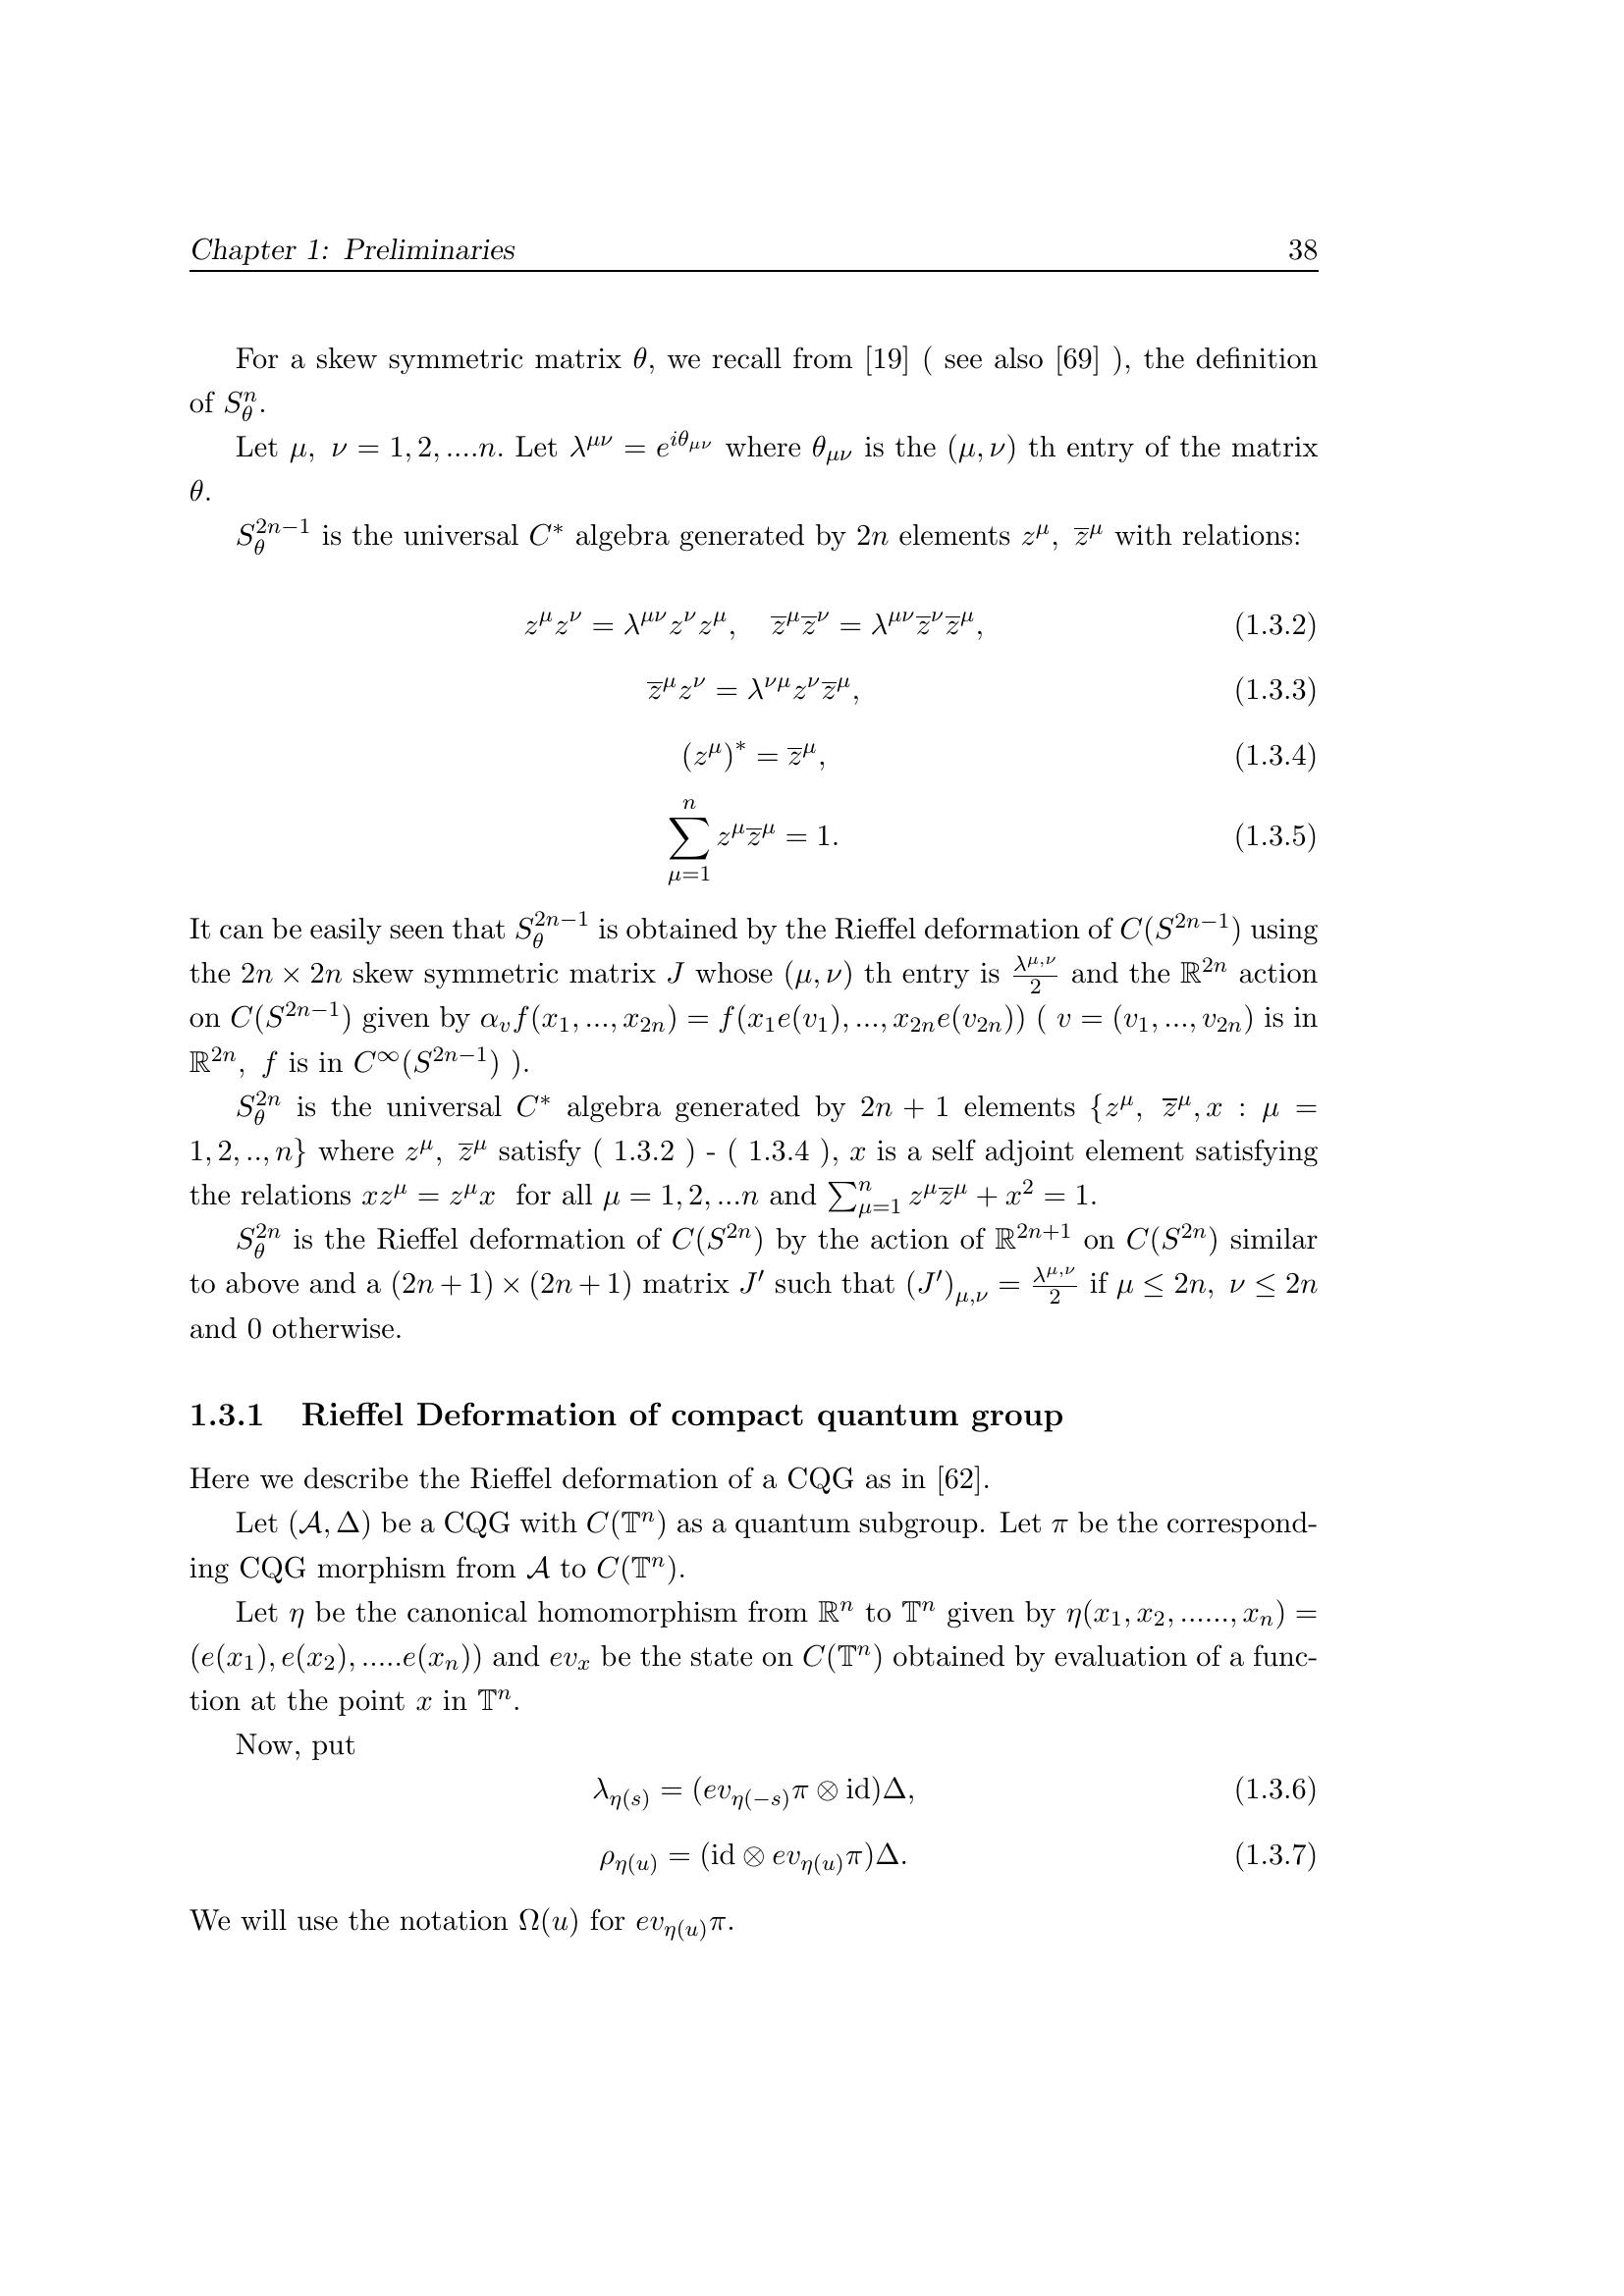 Chapter 1: Preliminaries 38
For a skew symmetric matrix $\theta$, we recall from [19] ( see also [69] ), the definition
of $S^n_\theta$.
Let $\mu,\ \nu = 1, 2, ....n$. Let $\lambda^{\mu\nu} = e^{i\theta_{\mu\nu}}$ where $\theta_{\mu\nu}$ is the $(\mu, \nu)$ th entry of the matrix
$\theta$.
$S^{2n-1}_\theta$ is the universal $C^*$ algebra generated by $2n$ elements $z^\mu,\ \overline{z}^\mu$ with relations:
$z^\mu z^\nu = \lambda^{\mu\nu} z^\nu z^\mu, \quad \overline{z}^\mu \overline{z}^\nu = \lambda^{\mu\nu} \overline{z}^\nu \overline{z}^\mu,$ (1.3.2)
$\overline{z}^\mu z^\nu = \lambda^{\nu\mu} z^\nu \overline{z}^\mu,$ (1.3.3)
$(z^\mu)^* = \overline{z}^\mu,$ (1.3.4)
$\sum_{\mu=1}^{n} z^\mu \overline{z}^\mu = 1.$ (1.3.5)
It can be easily seen that $S^{2n-1}_\theta$ is obtained by the Rieffel deformation of $C(S^{2n-1})$ using
the $2n \times 2n$ skew symmetric matrix $J$ whose $(\mu, \nu)$ th entry is $\frac{\lambda^{\mu,\nu}}{2}$ and the $\mathbb{R}^{2n}$ action
on $C(S^{2n-1})$ given by $\alpha_v f(x_1, ..., x_{2n}) = f(x_1 e(v_1), ..., x_{2n} e(v_{2n}))$ ( $v = (v_1, ..., v_{2n})$ is in
$\mathbb{R}^{2n},\ f$ is in $C^\infty(S^{2n-1})$ ).
$S^{2n}_\theta$ is the universal $C^*$ algebra generated by $2n + 1$ elements $\{z^\mu,\ \overline{z}^\mu, x : \mu =$
$1, 2, .., n\}$ where $z^\mu,\ \overline{z}^\mu$ satisfy ( 1.3.2 ) - ( 1.3.4 ), $x$ is a self adjoint element satisfying
the relations $xz^\mu = z^\mu x$ for all $\mu = 1, 2, ...n$ and $\sum_{\mu=1}^{n} z^\mu \overline{z}^\mu + x^2 = 1$.
$S^{2n}_\theta$ is the Rieffel deformation of $C(S^{2n})$ by the action of $\mathbb{R}^{2n+1}$ on $C(S^{2n})$ similar
to above and a $(2n + 1) \times (2n + 1)$ matrix $J'$ such that $(J')_{\mu,\nu} = \frac{\lambda^{\mu,\nu}}{2}$ if $\mu \leq 2n,\ \nu \leq 2n$
and 0 otherwise.
1.3.1 Rieffel Deformation of compact quantum group
Here we describe the Rieffel deformation of a CQG as in [62].
Let $(\mathcal{A}, \Delta)$ be a CQG with $C(\mathbb{T}^n)$ as a quantum subgroup. Let $\pi$ be the correspond-
ing CQG morphism from $\mathcal{A}$ to $C(\mathbb{T}^n)$.
Let $\eta$ be the canonical homomorphism from $\mathbb{R}^n$ to $\mathbb{T}^n$ given by $\eta(x_1, x_2, ......, x_n) =$
$(e(x_1), e(x_2), .....e(x_n))$ and $ev_x$ be the state on $C(\mathbb{T}^n)$ obtained by evaluation of a func-
tion at the point $x$ in $\mathbb{T}^n$.
Now, put
$\lambda_{\eta(s)} = (ev_{\eta(-s)}\pi \otimes \mathrm{id})\Delta,$ (1.3.6)
$\rho_{\eta(u)} = (\mathrm{id} \otimes ev_{\eta(u)}\pi)\Delta.$ (1.3.7)
We will use the notation $\Omega(u)$ for $ev_{\eta(u)}\pi$.